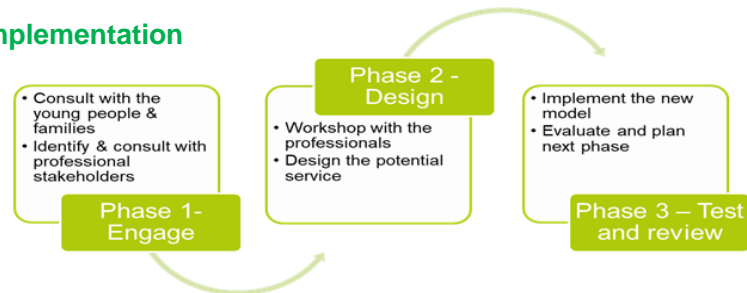 mplementation
• Consult with the
young people &
families
• Identify & consult with
professional
stakeholders
Phase 1-
Engage
Phase 2 -
Design
• Workshop with the
professionals
• Design the potential
service
• Implement the new
model
• Evaluate and plan
next phase
Phase 3 – Test
and review